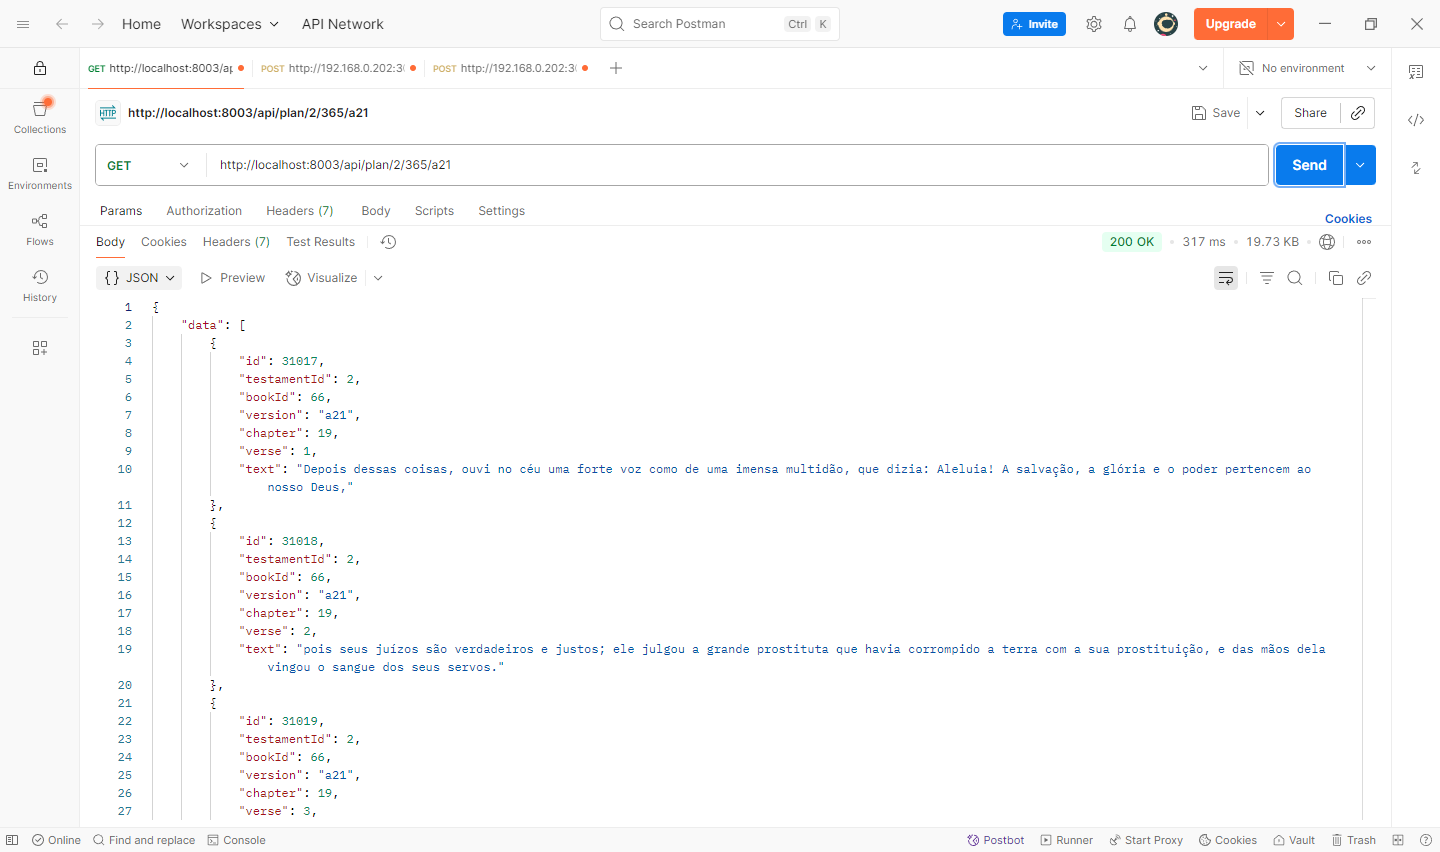 Home
Workspaces
API Network
Search Postman
Ctrl
K
Invite
Upgrade
GET http://localhost:8003/ap
POST http://192.168.0.202:30
POST http://192.168.0.202:30
No environment
HTTP
http://localhost:8003/api/plan/2/365/a21
Save
Share
GET
http://localhost:8003/api/plan/2/365/a21
Send
Collections
Environments
Flows
History
Params
Authorization
Headers (7)
Body
Scripts
Settings
Cookies
Body
Cookies
Headers (7)
Test Results
200 OK
317 ms
19.73 KB
{} JSON
Preview
Visualize
1 {
2 "data": [
3 {
4 "id": 31017,
5 "testamentId": 2,
6 "bookId": 66,
7 "version": "a21",
8 "chapter": 19,
9 "verse": 1,
10 "text": "Depois dessas coisas, ouvi no céu uma forte voz como de uma imensa multidão, que dizia: Aleluia! A salvação, a glória e o poder pertencem ao
nosso Deus,"
11 },
12 {
13 "id": 31018,
14 "testamentId": 2,
15 "bookId": 66,
16 "version": "a21",
17 "chapter": 19,
18 "verse": 2,
19 "text": "pois seus juízos são verdadeiros e justos; ele julgou a grande prostituta que havia corrompido a terra com a sua prostituição, e das mãos dela
vingou o sangue dos seus servos."
20 },
21 {
22 "id": 31019,
23 "testamentId": 2,
24 "bookId": 66,
25 "version": "a21",
26 "chapter": 19,
27 "verse": 3,
Online
Find and replace
Console
Postbot
Runner
Start Proxy
Cookies
Vault
Trash